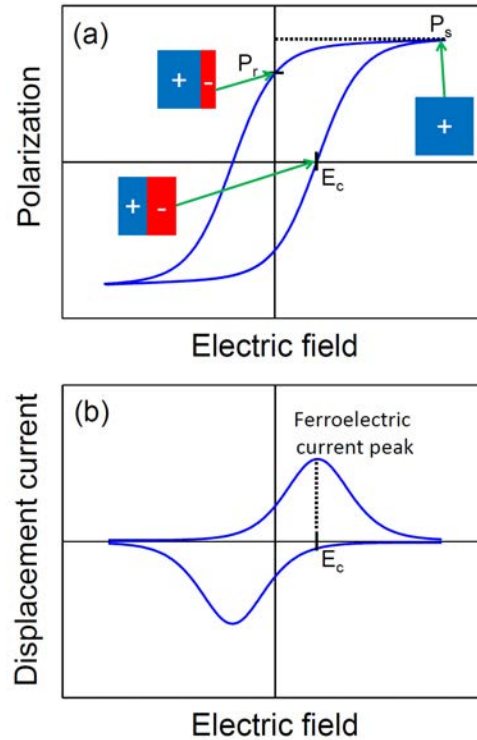 (a)
P_s
P_r
+ -
+
+ -
E_c
Polarization
Electric field
(b)
Ferroelectric
current peak
E_c
Displacement current
Electric field